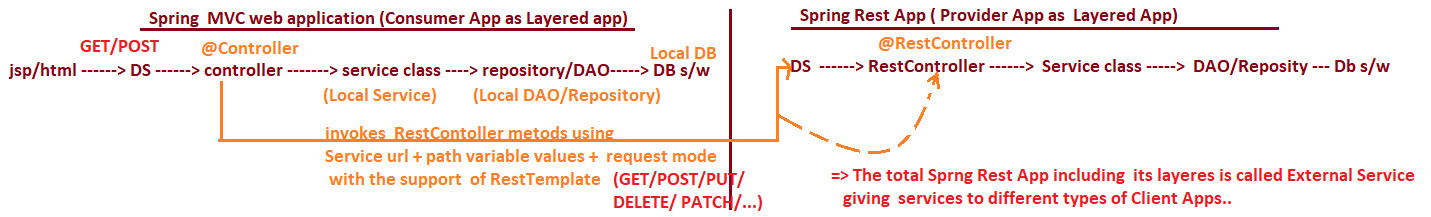 Spring MVC web application (Consumer App as Layered app)
Spring Rest App ( Provider App as Layered App)
GET/POST
@Controller
Local DB
@RestController
jsp/html ------> DS ------> controller -------> service class ----> repository/DAO-----> DB s/w
DS ------> RestController ------> Service class -----> DAO/Reposity --- Db s/w
(Local Service)
(Local DAO/Repository)
invokes RestContoller metods using
Service url + path variable values + request mode
with the support of RestTemplate (GET/POST/PUT/
DELETE/ PATCH/...)
=> The total Sprng Rest App including its layeres is called External Service
giving services to different types of Client Apps..